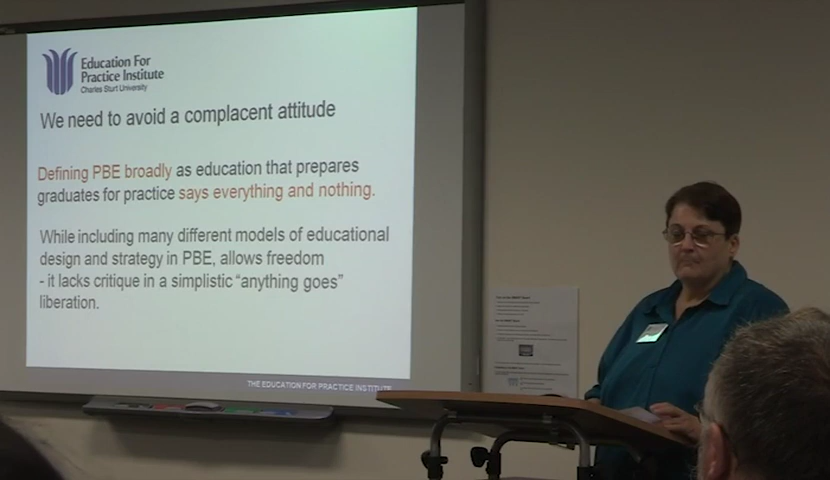 Education For
Practice Institute
Charles Sturt University
We need to avoid a complacent attitude
Defining PBE broadly as education that prepares
graduates for practice says everything and nothing.
While including many different models of educational
design and strategy in PBE, allows freedom
- it lacks critique in a simplistic “anything goes”
liberation.
THE EDUCATION FOR PRACTICE INSTITUTE